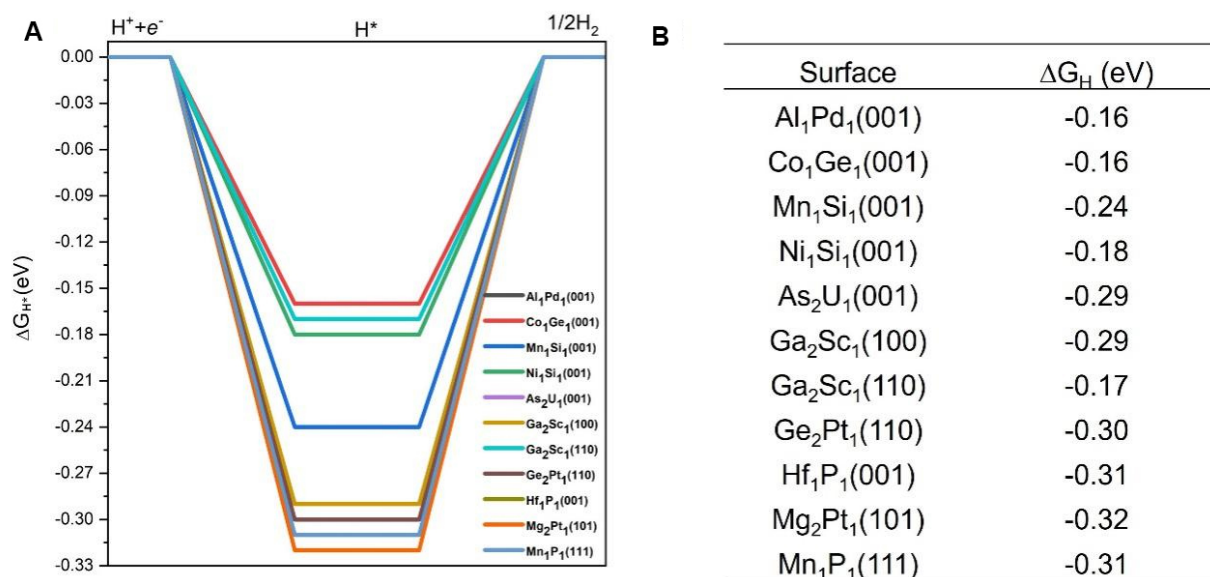 A
H⁺+e⁻ H* 1/2H₂
0.00
-0.03
-0.06
-0.09
-0.12
-0.15
-0.18
-0.21
-0.24
-0.27
-0.30
-0.33
ΔG_H* (eV)
Al₁Pd₁(001)
Co₁Ge₁(001)
Mn₁Si₁(001)
Ni₁Si₁(001)
As₂U₁(001)
Ga₂Sc₁(100)
Ga₂Sc₁(110)
Ge₂Pt₁(110)
Hf₁P₁(001)
Mg₂Pt₁(101)
Mn₁P₁(111)
B
Surface ΔG_H (eV)
Al₁Pd₁(001) -0.16
Co₁Ge₁(001) -0.16
Mn₁Si₁(001) -0.24
Ni₁Si₁(001) -0.18
As₂U₁(001) -0.29
Ga₂Sc₁(100) -0.29
Ga₂Sc₁(110) -0.17
Ge₂Pt₁(110) -0.30
Hf₁P₁(001) -0.31
Mg₂Pt₁(101) -0.32
Mn₁P₁(111) -0.31